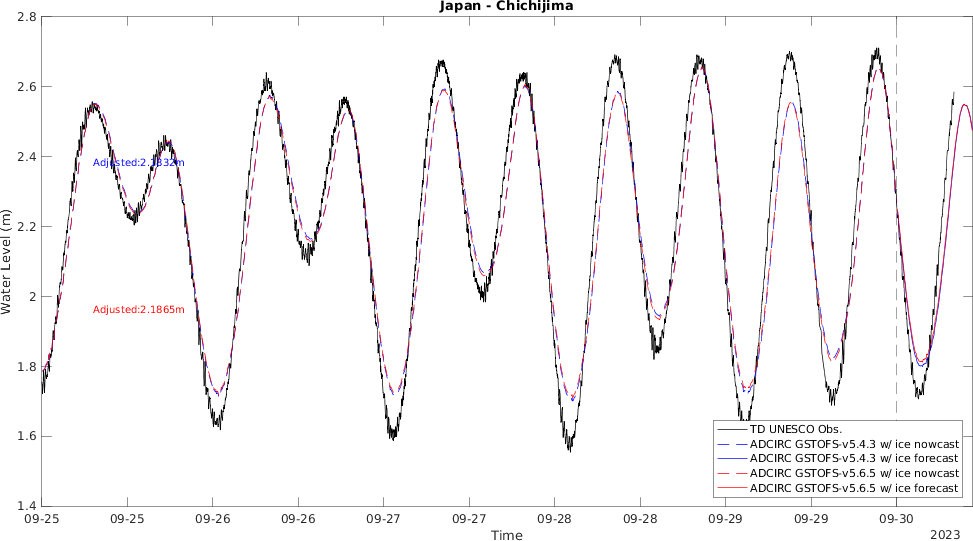 Japan - Chichijima
Water Level (m)
2.8
2.6
2.4
2.2
2
1.8
1.6
1.4
Adjusted:2.1332m
Adjusted:2.1865m
TD UNESCO Obs.
ADCIRC GSTOFS-v5.4.3 w/ ice nowcast
ADCIRC GSTOFS-v5.4.3 w/ ice forecast
ADCIRC GSTOFS-v5.6.5 w/ ice nowcast
ADCIRC GSTOFS-v5.6.5 w/ ice forecast
09-25 09-25 09-26 09-26 09-27 09-27 09-28 09-28 09-29 09-29 09-30
Time
2023